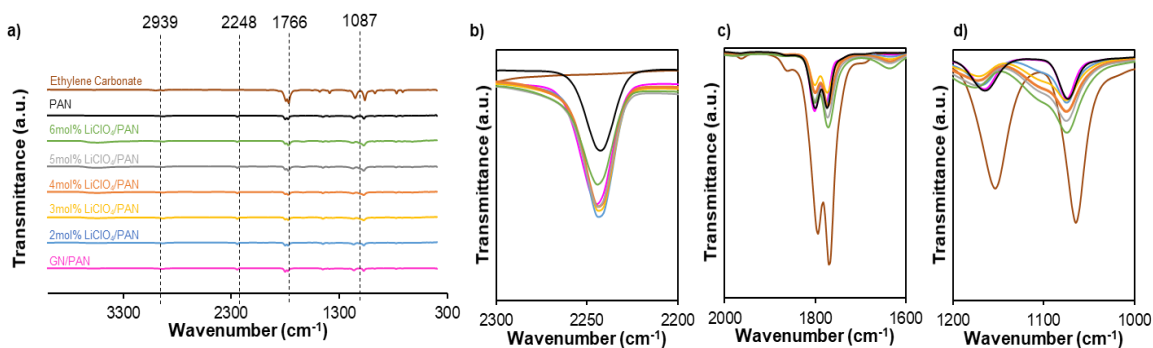 a)
2939 2248 1766 1087
Ethylene Carbonate
PAN
6mol% LiClO₄/PAN
5mol% LiClO₄/PAN
4mol% LiClO₄/PAN
3mol% LiClO₄/PAN
2mol% LiClO₄/PAN
GN/PAN
Transmittance (a.u.)
3300 2300 1300 300
Wavenumber (cm⁻¹)
b)
Transmittance (a.u.)
2300 2250 2200
Wavenumber (cm⁻¹)
c)
Transmittance (a.u.)
2000 1800 1600
Wavenumber (cm⁻¹)
d)
Transmittance (a.u.)
1200 1100 1000
Wavenumber (cm⁻¹)